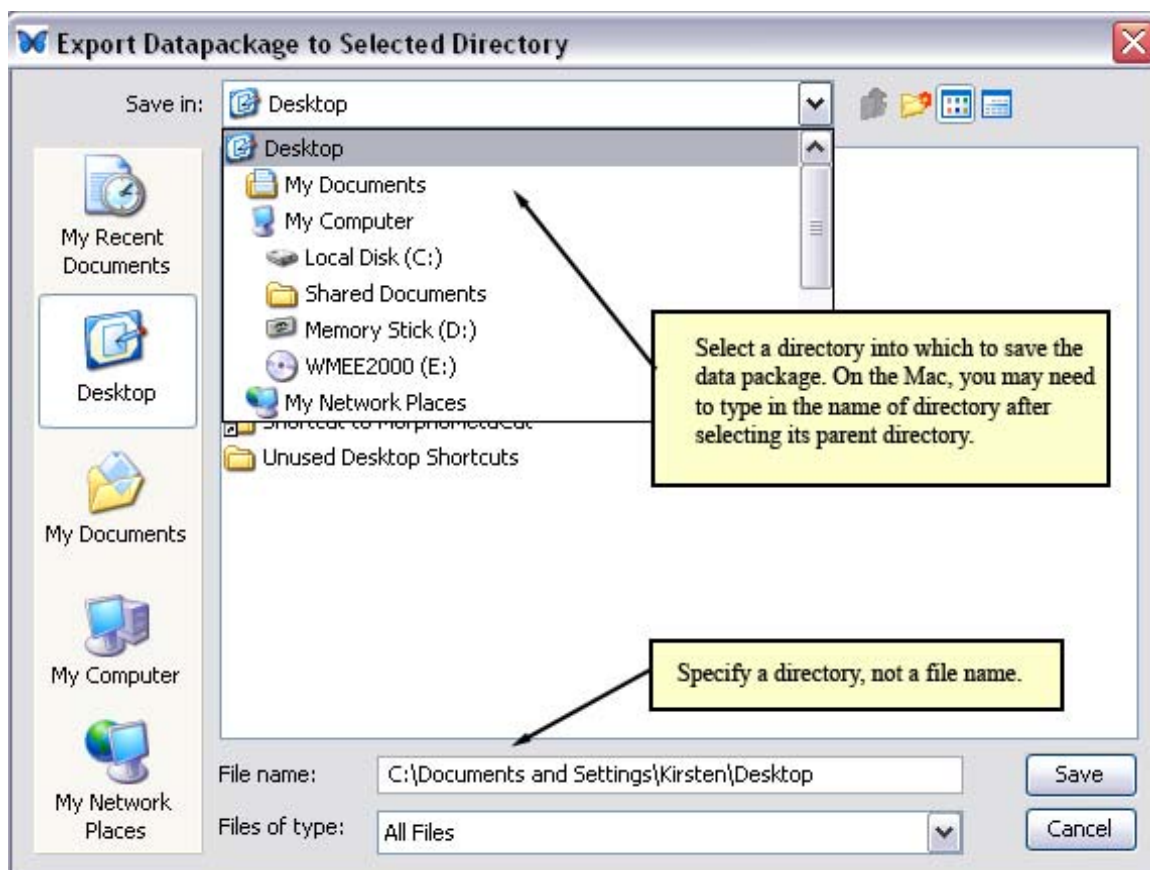 Export Datapackage to Selected Directory
Save in:
Desktop
Desktop
My Documents
My Computer
Local Disk (C:)
Shared Documents
Memory Stick (D:)
WMEE2000 (E:)
My Network Places
Shortcut to MorphoMetaCat
Unused Desktop Shortcuts
My Recent
Documents
Desktop
My Documents
My Computer
My Network
Places
Select a directory into which to save the
data package. On the Mac, you may need
to type in the name of directory after
selecting its parent directory.
Specify a directory, not a file name.
File name:
C:\Documents and Settings\Kirsten\Desktop
Save
Files of type:
All Files
Cancel